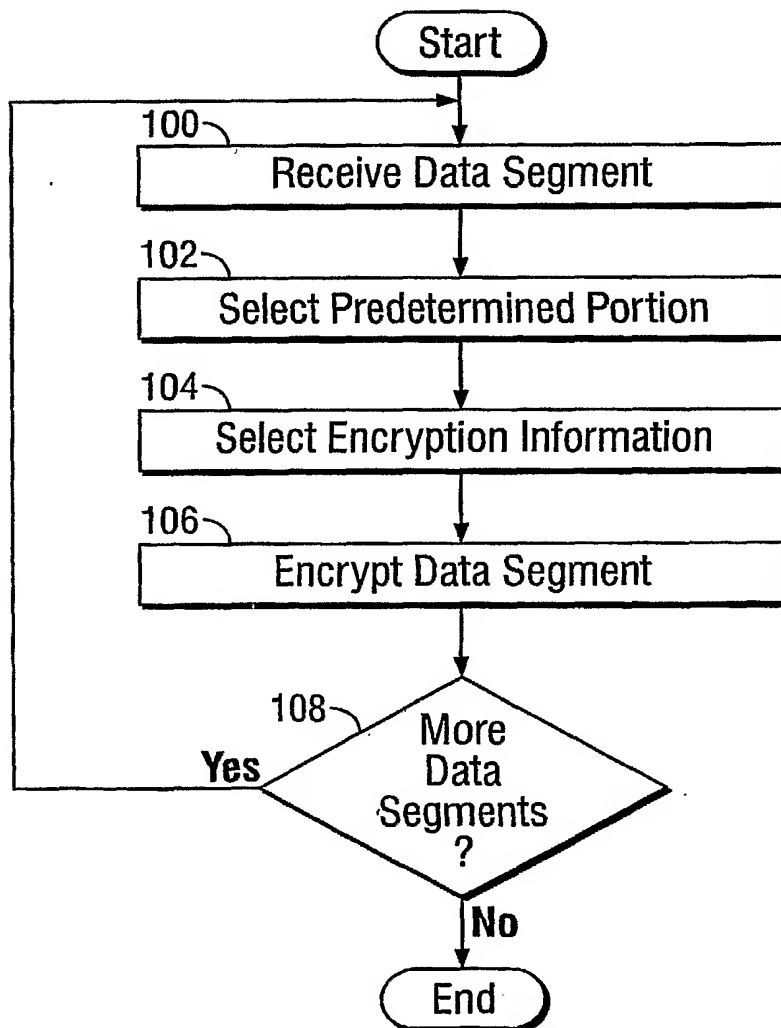 Start
100
Receive Data Segment
102
Select Predetermined Portion
104
Select Encryption Information
106
Encrypt Data Segment
108
More
Data
Segments
?
Yes
No
End